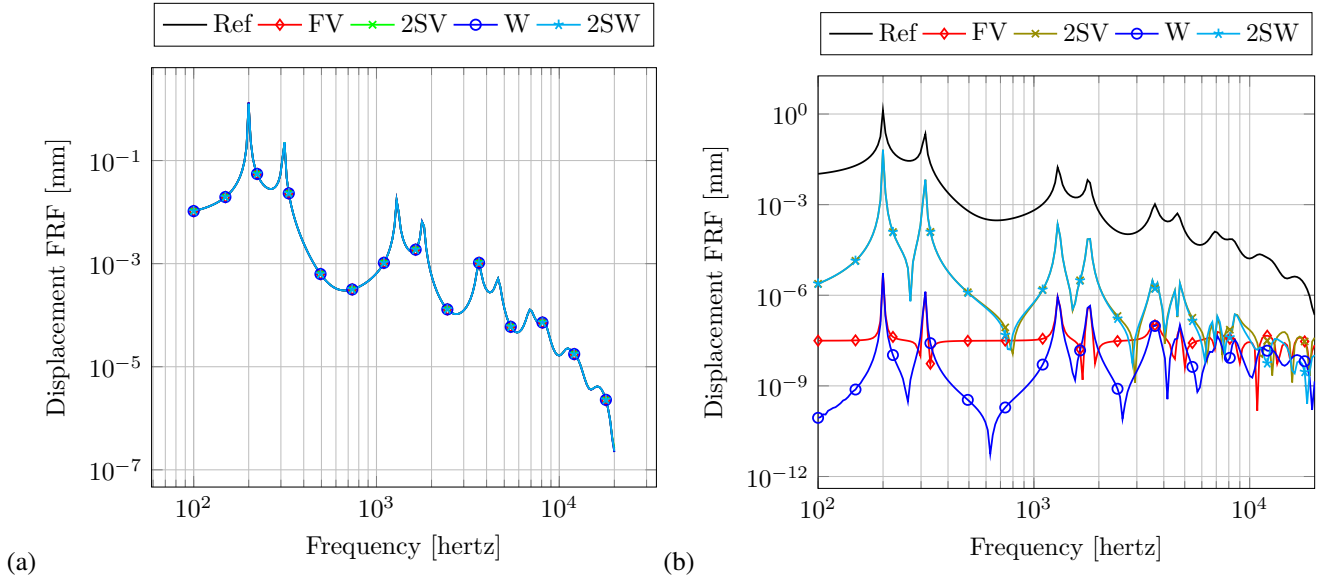 Ref FV 2SV W 2SW
10^−1
10^−3
10^−5
10^−7
10^2 10^3 10^4
Displacement FRF [mm]
Frequency [hertz]
(a)
Ref FV 2SV W 2SW
10^0
10^−3
10^−6
10^−9
10^−12
10^2 10^3 10^4
Displacement FRF [mm]
Frequency [hertz]
(b)